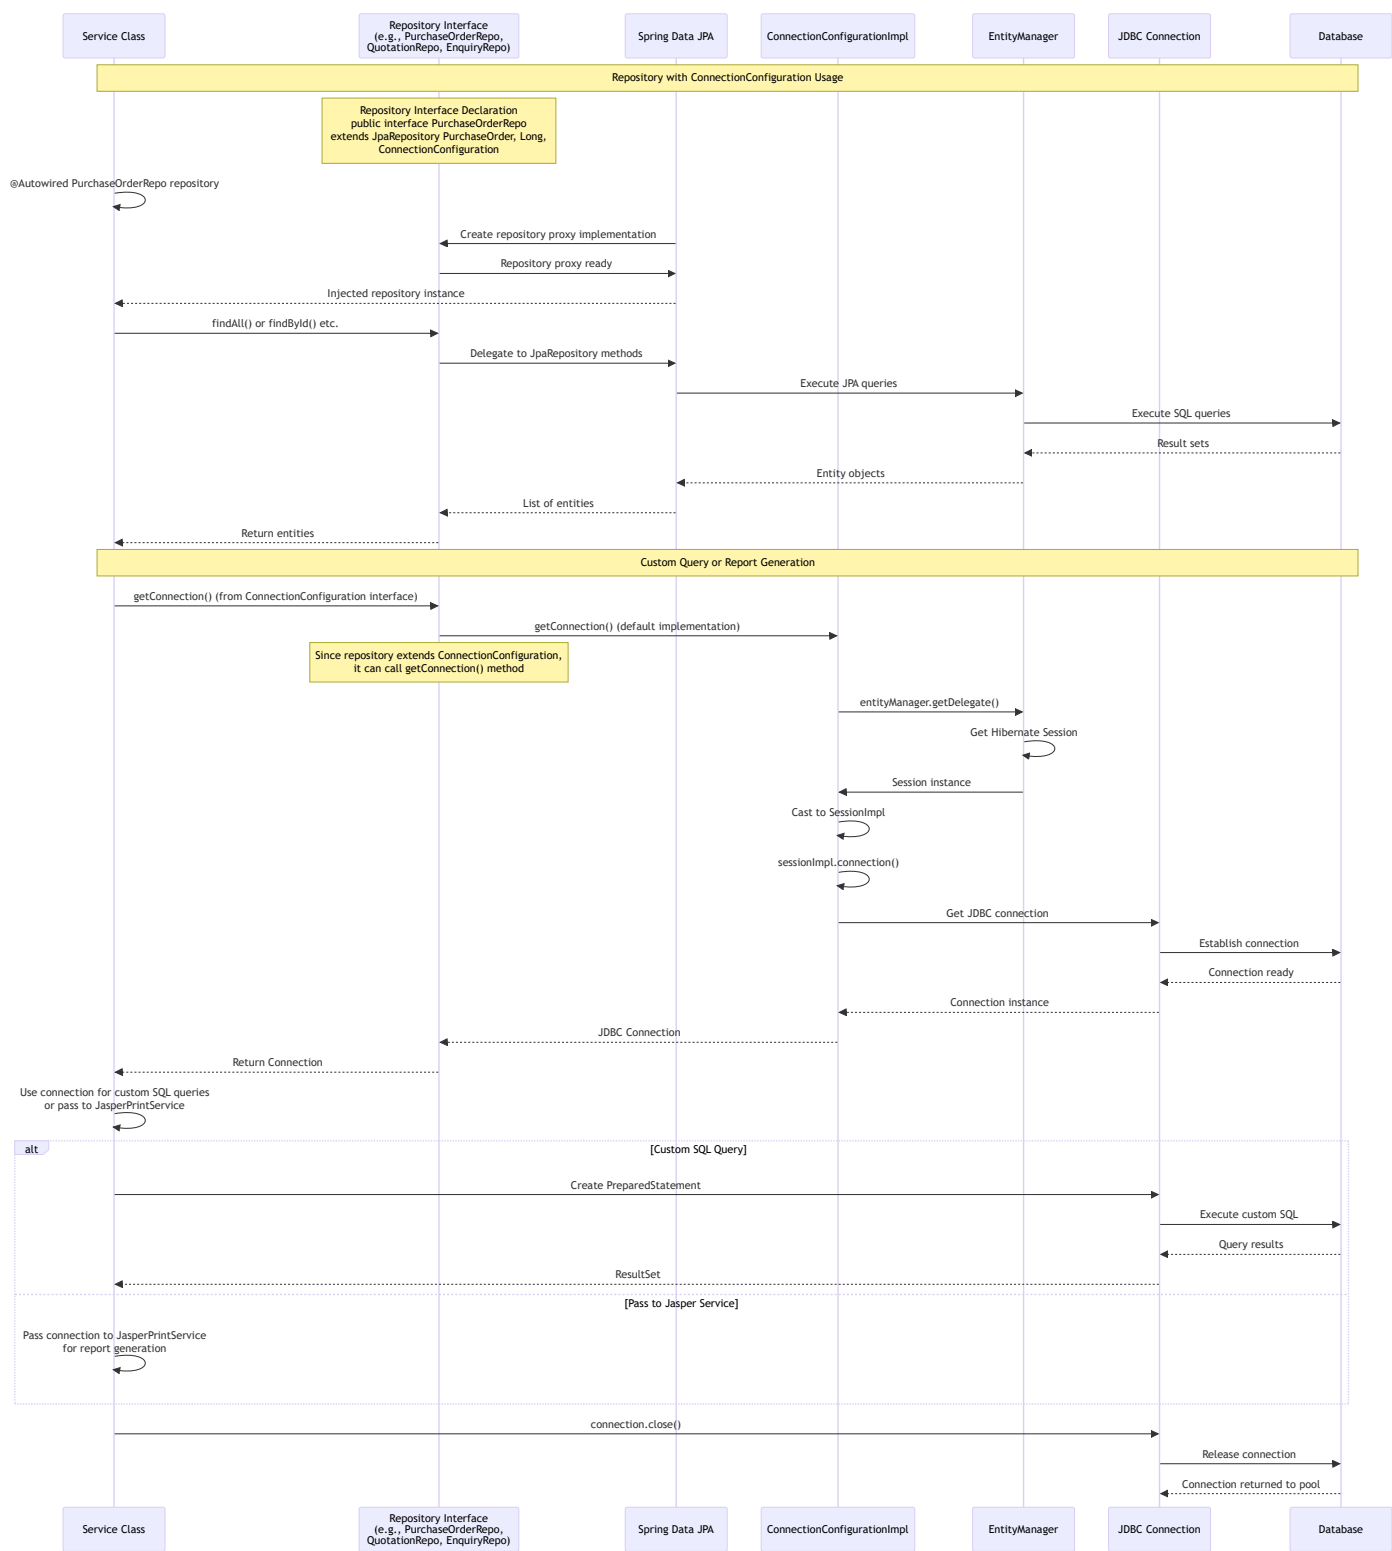 Service Class
Repository Interface
(e.g., PurchaseOrderRepo,
QuotationRepo, EnquiryRepo)
Spring Data JPA
ConnectionConfigurationImpl
EntityManager
JDBC Connection
Database
Repository with ConnectionConfiguration Usage
Repository Interface Declaration
public interface PurchaseOrderRepo
extends JpaRepository PurchaseOrder, Long,
ConnectionConfiguration
@Autowired PurchaseOrderRepo repository
Create repository proxy implementation
Repository proxy ready
Injected repository instance
findAll() or findById() etc.
Delegate to JpaRepository methods
Execute JPA queries
Execute SQL queries
Result sets
Entity objects
List of entities
Return entities
Custom Query or Report Generation
getConnection() (from ConnectionConfiguration interface)
getConnection() (default implementation)
Since repository extends ConnectionConfiguration,
it can call getConnection() method
entityManager.getDelegate()
Get Hibernate Session
Session instance
Cast to SessionImpl
sessionImpl.connection()
Get JDBC connection
Establish connection
Connection ready
Connection instance
JDBC Connection
Return Connection
Use connection for custom SQL queries
or pass to JasperPrintService
alt
[Custom SQL Query]
Create PreparedStatement
Execute custom SQL
Query results
ResultSet
[Pass to Jasper Service]
Pass connection to JasperPrintService
for report generation
connection.close()
Release connection
Connection returned to pool
Service Class
Repository Interface
(e.g., PurchaseOrderRepo,
QuotationRepo, EnquiryRepo)
Spring Data JPA
ConnectionConfigurationImpl
EntityManager
JDBC Connection
Database